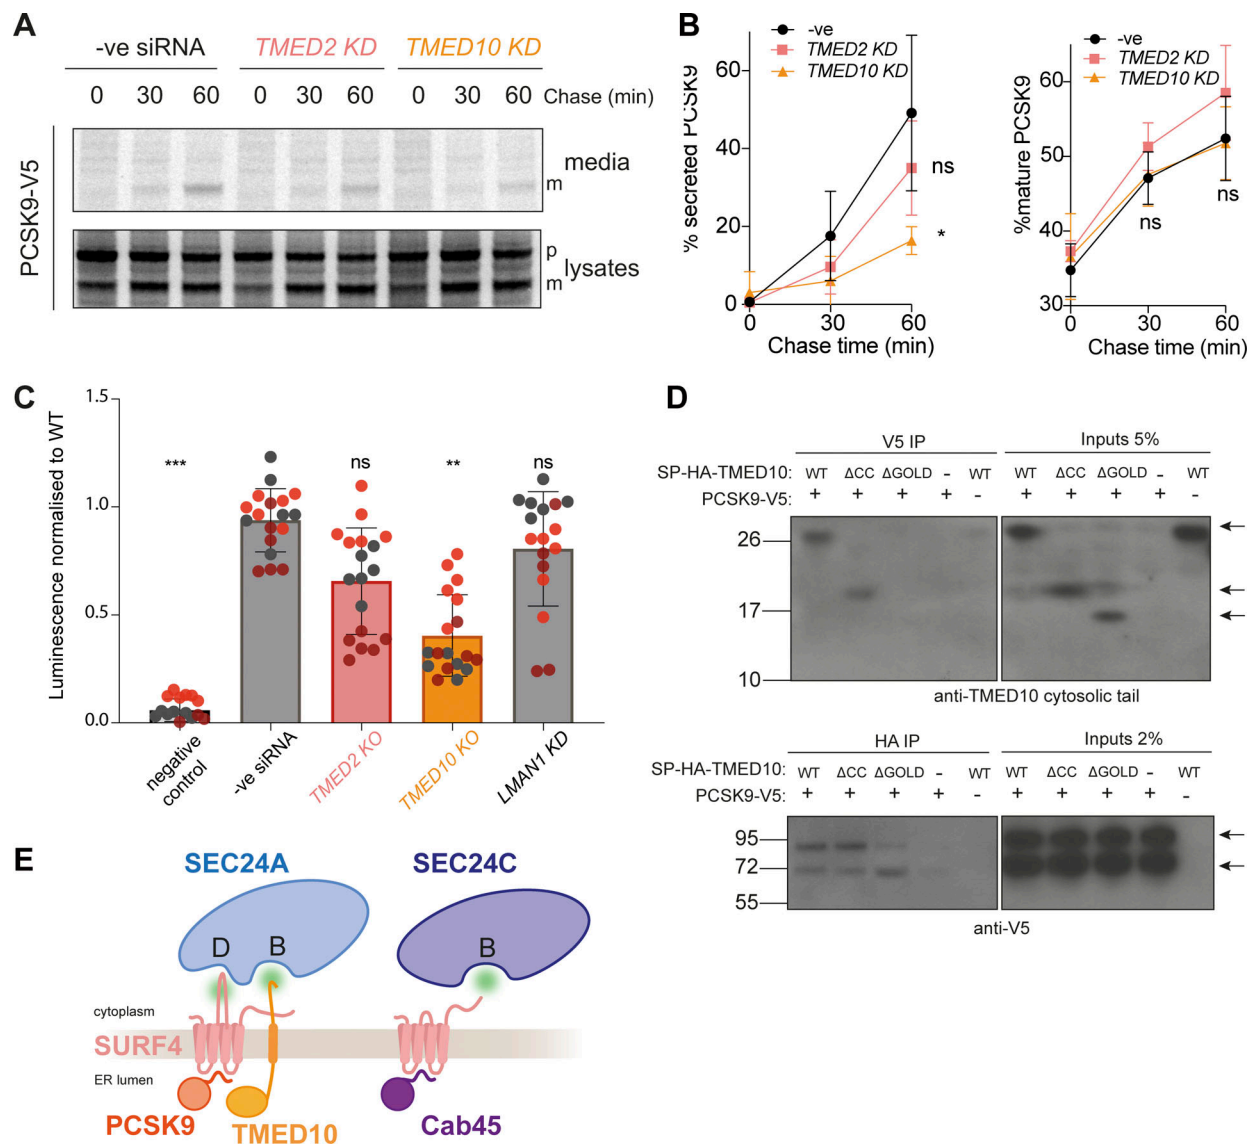 A
-ve siRNA TMED2 KD TMED10 KD
0 30 60 0 30 60 0 30 60 Chase (min)
PCSK9-V5
media
m
p
lysates
m
B
-ve
TMED2 KD
TMED10 KD
% secreted PCSK9
60
40
20
0
0 30 60
Chase time (min)
ns
*
-ve
TMED2 KD
TMED10 KD
%mature PCSK9
60
50
40
30
0 30 60
Chase time (min)
ns
ns
C
Luminescence normalised to WT
1.5
1.0
0.5
0.0
*** ns ** ns
negative control
-ve siRNA
TMED2 KO
TMED10 KO
LMAN1 KD
D
V5 IP Inputs 5%
SP-HA-TMED10: WT ΔCC ΔGOLD - WT WT ΔCC ΔGOLD - WT
PCSK9-V5: + + + + - + + + + -
26
17
10
anti-TMED10 cytosolic tail
HA IP Inputs 2%
SP-HA-TMED10: WT ΔCC ΔGOLD - WT WT ΔCC ΔGOLD - WT
PCSK9-V5: + + + + - + + + + -
95
72
55
anti-V5
E
SEC24A SEC24C
D B B
cytoplasm
SURF4
ER lumen
PCSK9 TMED10 Cab45